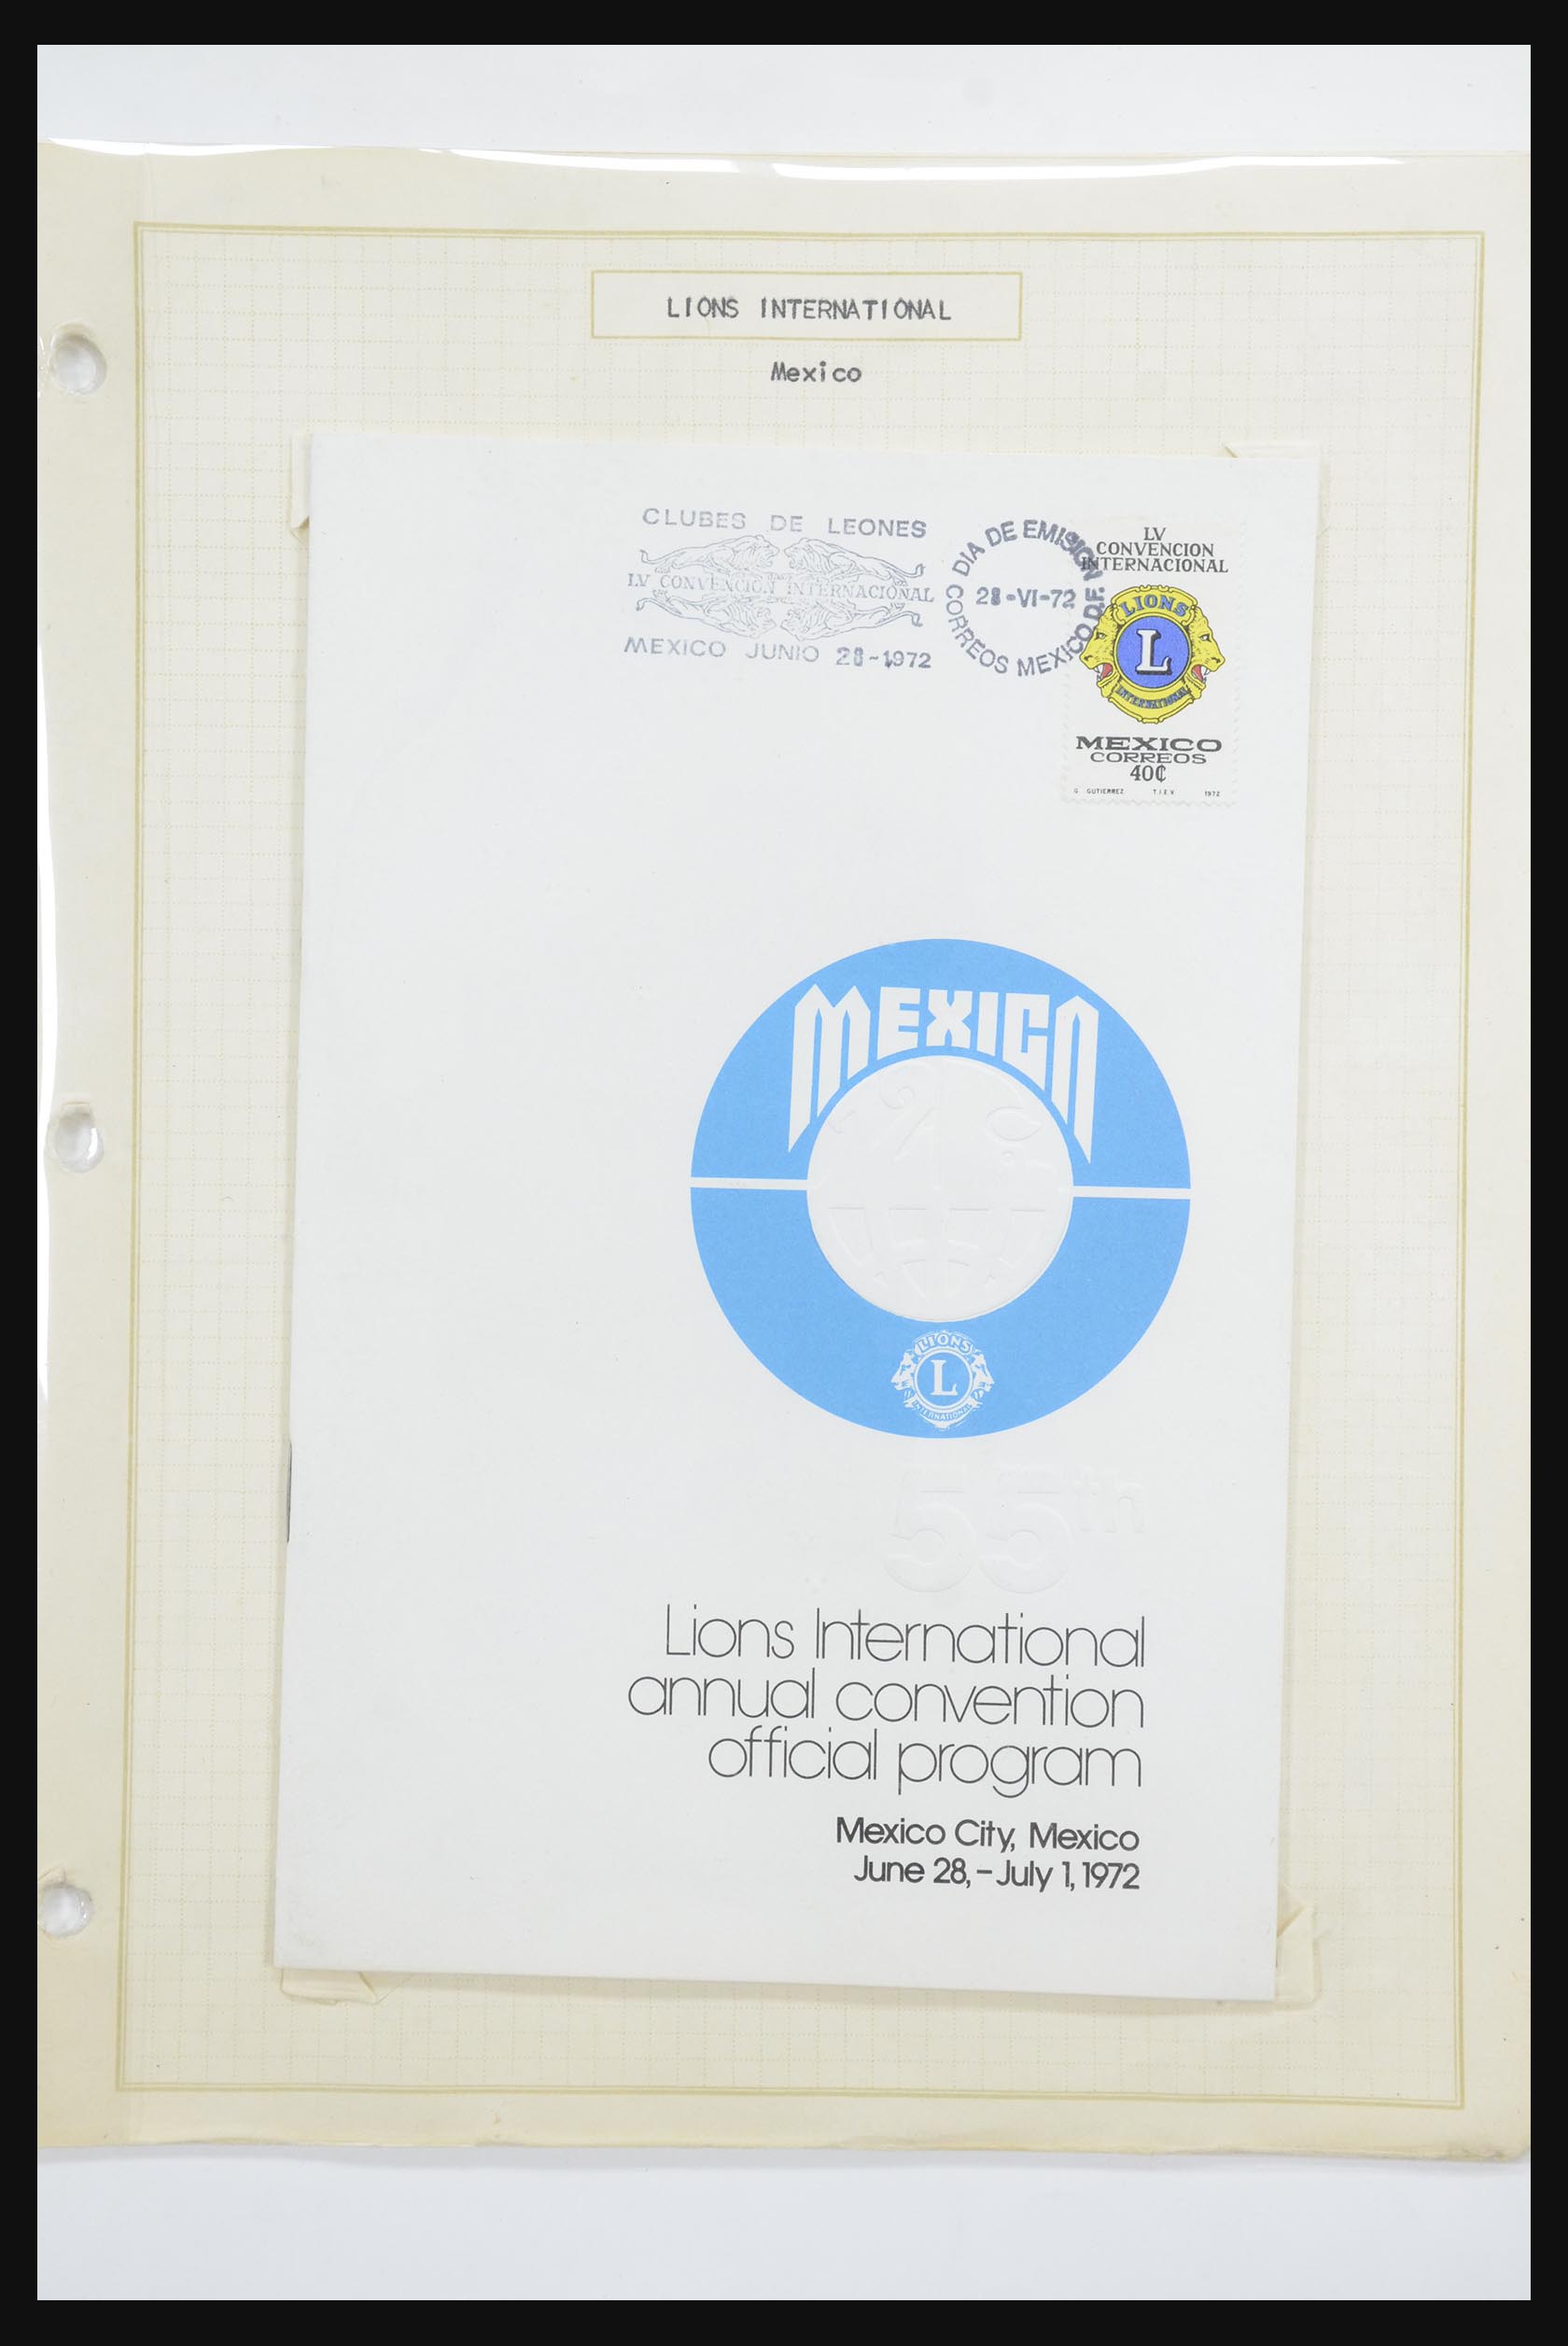 LIONS INTERNATIONAL
Mexico
CLUBES DE LEONES
LV CONVENCION INTERNACIONAL
MEXICO JUNIO 28-1972
DIA DE EMISION
28-VI-72
CORREOS MEXICO D.F.
LV
CONVENCION
INTERNACIONAL
LIONS
L
INTERNATIONAL
MEXICO
CORREOS
40¢
G. GUTIERREZ T.I.E.V. 1972
MEXICO
LIONS
L
INTERNATIONAL
55th
Lions International
annual convention
official program
Mexico City, Mexico
June 28,-July 1, 1972